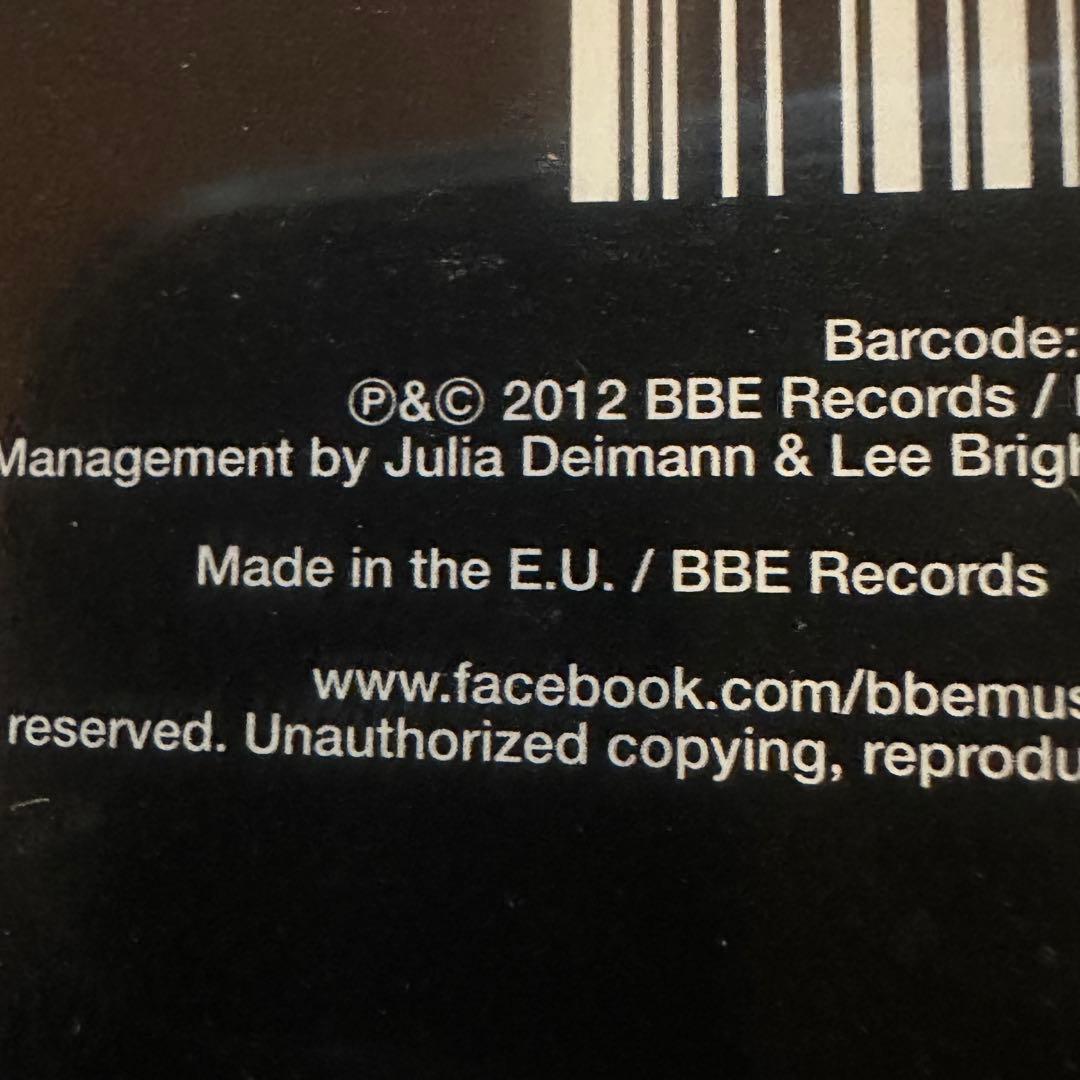 Barcode:
℗&© 2012 BBE Records /
Management by Julia Deimann & Lee Brigh
Made in the E.U. / BBE Records
www.facebook.com/bbemus
reserved. Unauthorized copying, reprodu